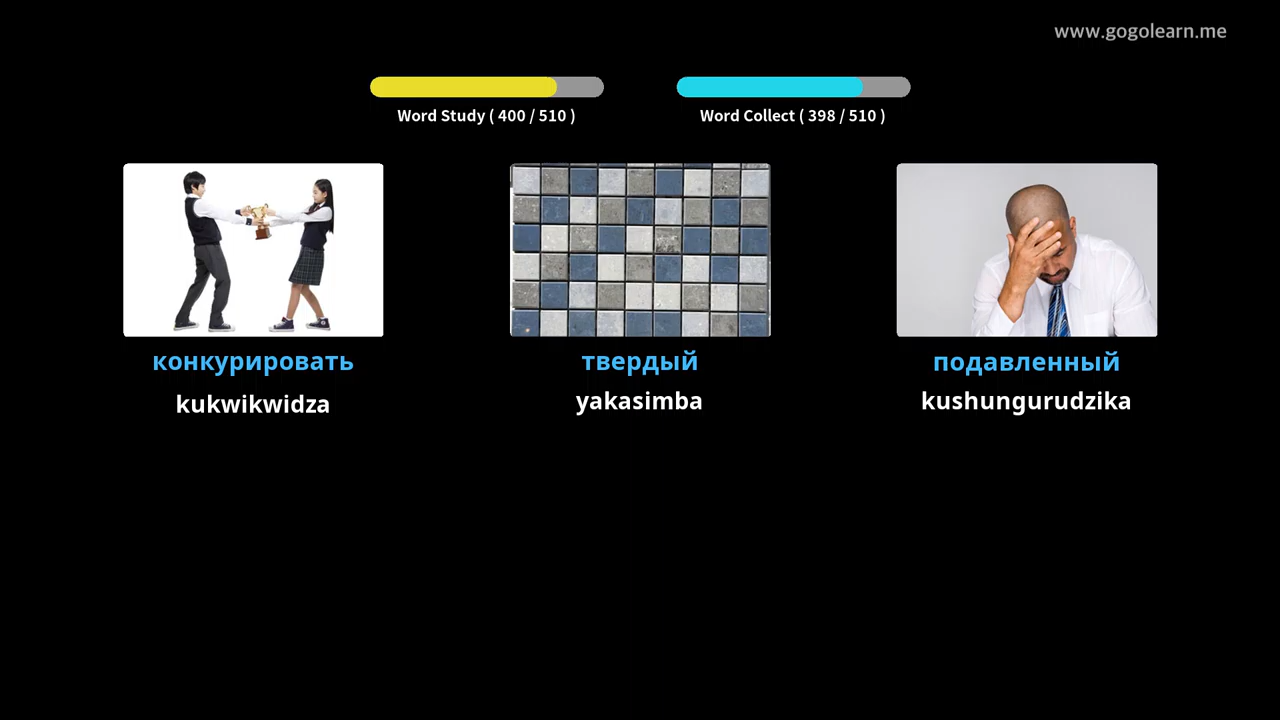 www.gogolearn.me
Word Study ( 400 / 510 )
Word Collect ( 398 / 510 )
конкурировать
твердый
подавленный
kukwikwidza
yakasimba
kushungurudzika